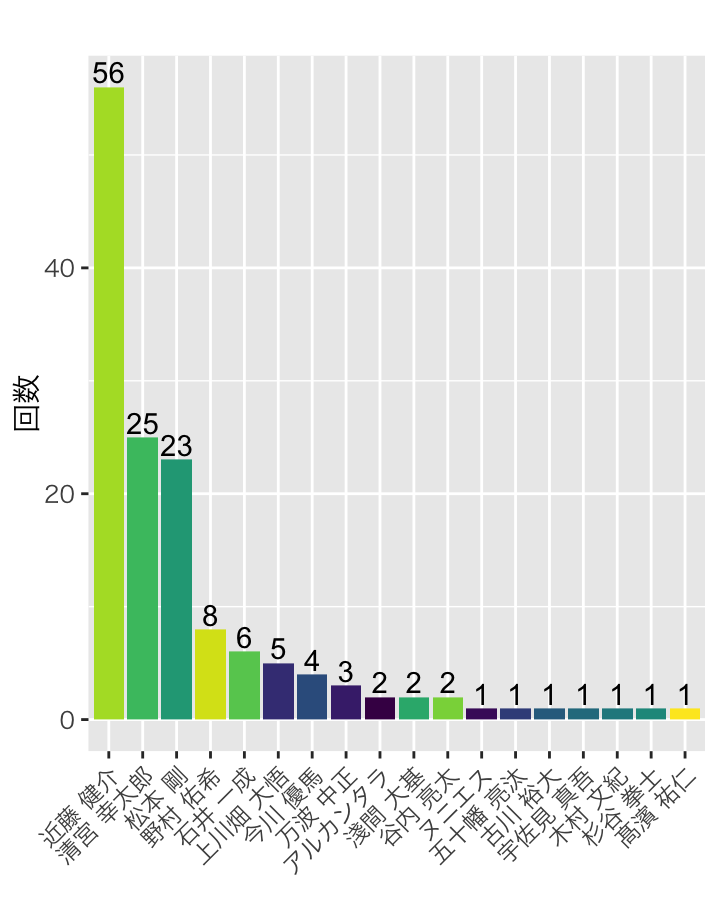 56
25
23
8
6
5
4
3
2
2
2
1
1
1
1
1
1
1
40
20
0
回数
近藤 健介
清宮 幸太郎
松本 剛
野村 佑希
石井 一成
上川畑 大悟
今川 優馬
万波 中正
アルカンタラ
淺間 大基
谷内 亮太
ヌニエス
五十幡 亮汰
古川 裕大
宇佐見 真吾
木村 文紀
杉谷 拳士
髙濱 祐仁